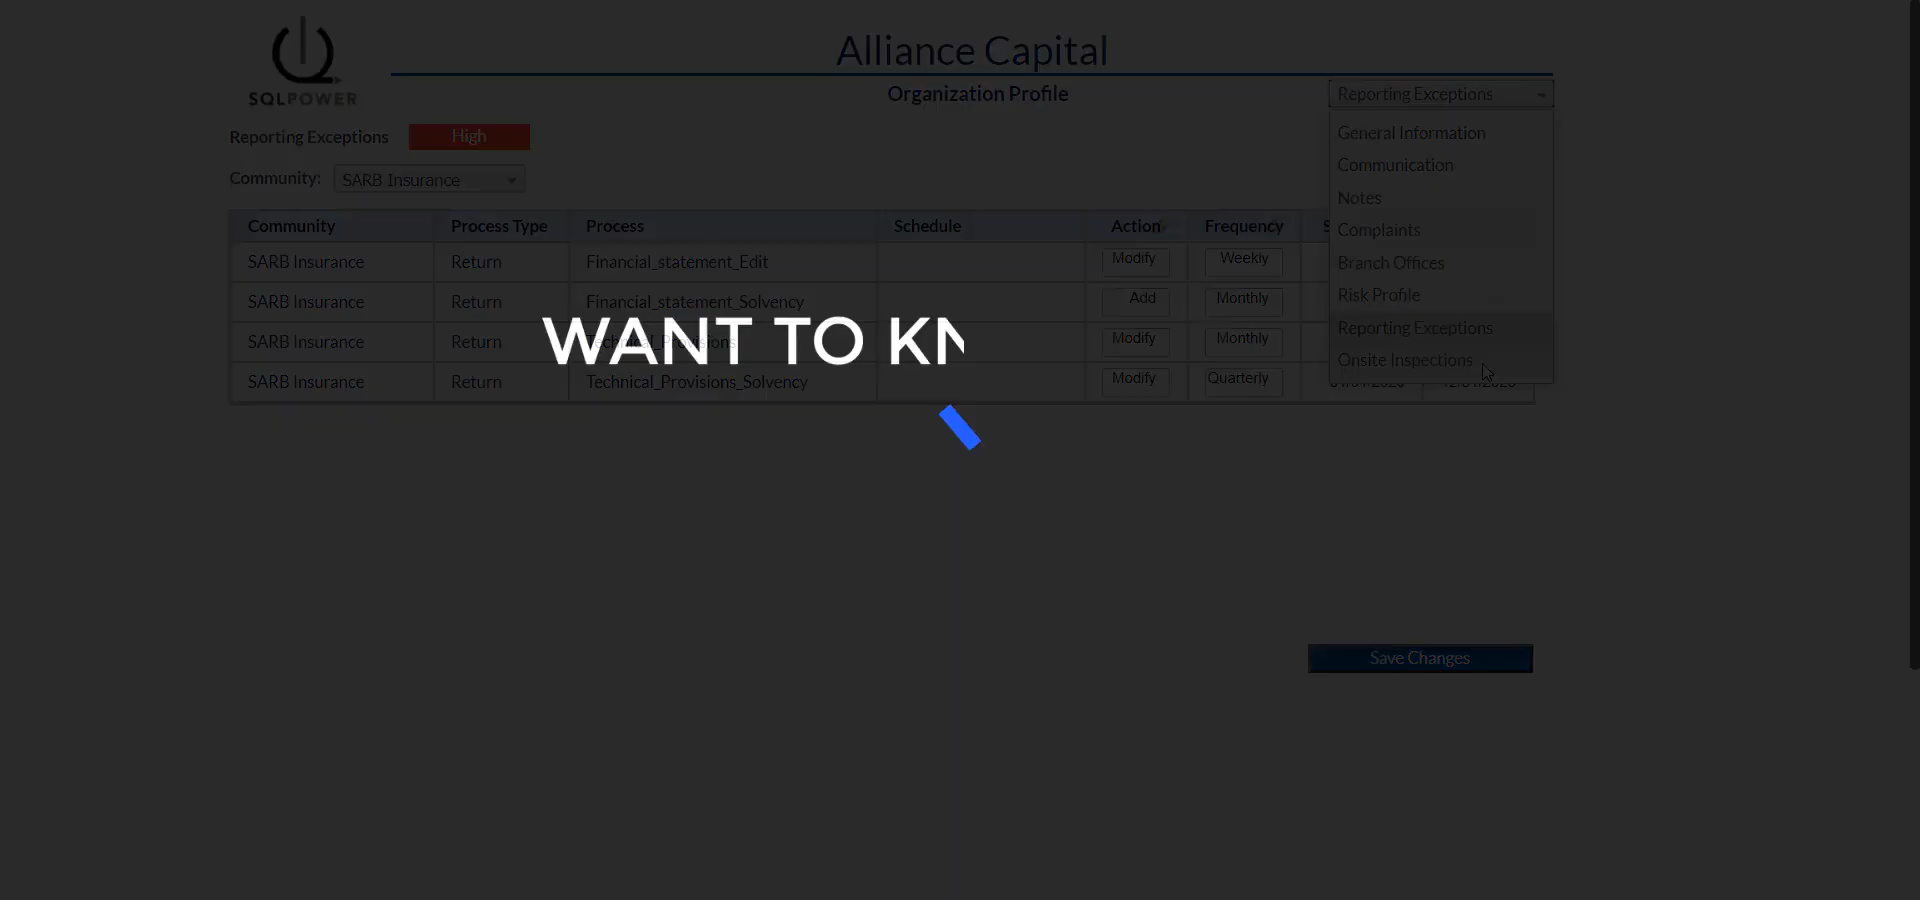 Alliance Capital
SQLPOWER
Organization Profile
Reporting Exceptions
Reporting Exceptions High
General Information
Community: SARB Insurance
Communication
Notes
Complaints
Branch Offices
Risk Profile
Reporting Exceptions
Onsite Inspections
Community Process Type Process Schedule Action Frequency
SARB Insurance Return Financial_statement_Edit Modify Weekly
SARB Insurance Return Financial_statement_Solvency Add Monthly
SARB Insurance Return Technical_Provisions Modify Monthly
SARB Insurance Return Technical_Provisions_Solvency Modify Quarterly
WANT TO KN
Save Changes